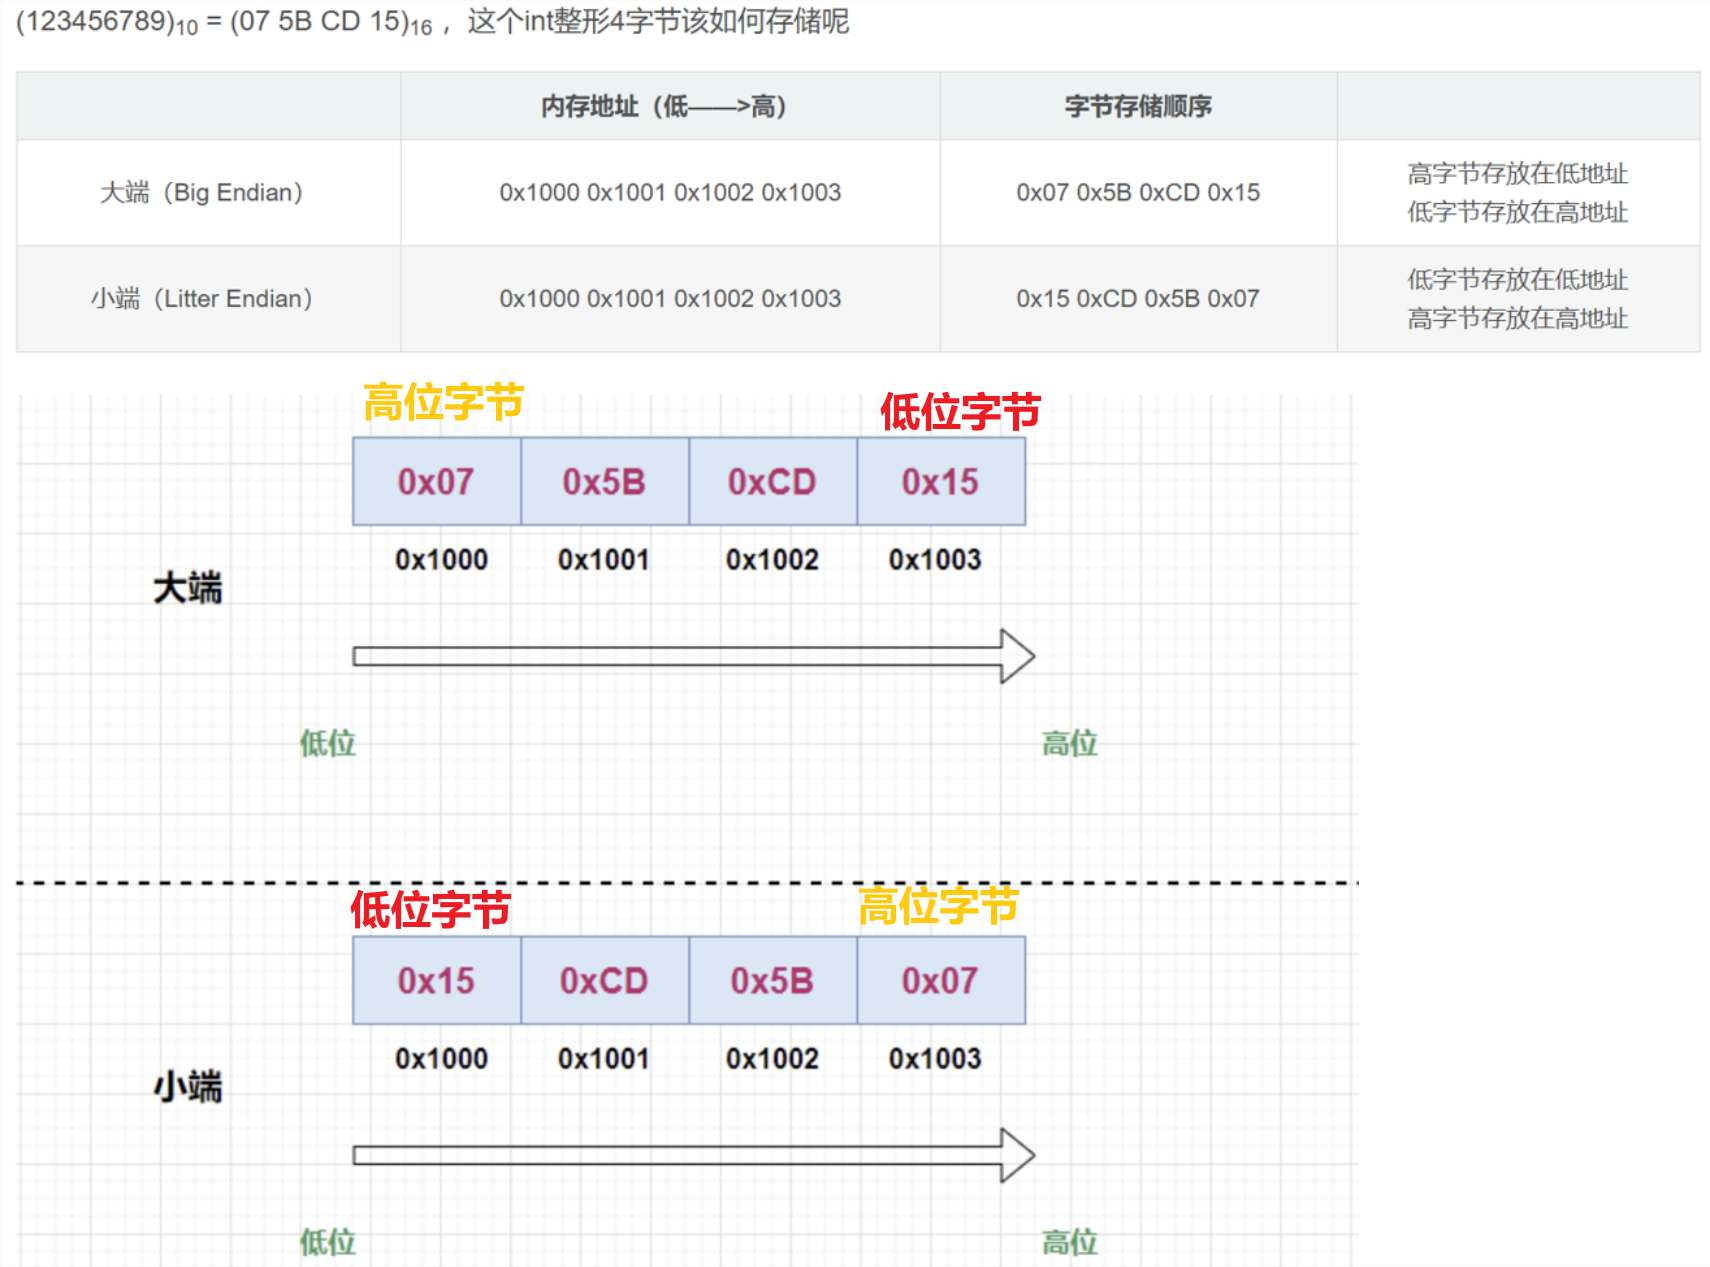 (123456789)10 = (07 5B CD 15)16 ，这个int整形4字节该如何存储呢
内存地址（低——>高） 字节存储顺序
大端（Big Endian） 0x1000 0x1001 0x1002 0x1003 0x07 0x5B 0xCD 0x15 高字节存放在低地址
低字节存放在高地址
小端（Litter Endian） 0x1000 0x1001 0x1002 0x1003 0x15 0xCD 0x5B 0x07 低字节存放在低地址
高字节存放在高地址
高位字节 低位字节
0x07 0x5B 0xCD 0x15
0x1000 0x1001 0x1002 0x1003
大端
低位 高位
低位字节 高位字节
0x15 0xCD 0x5B 0x07
0x1000 0x1001 0x1002 0x1003
小端
低位 高位